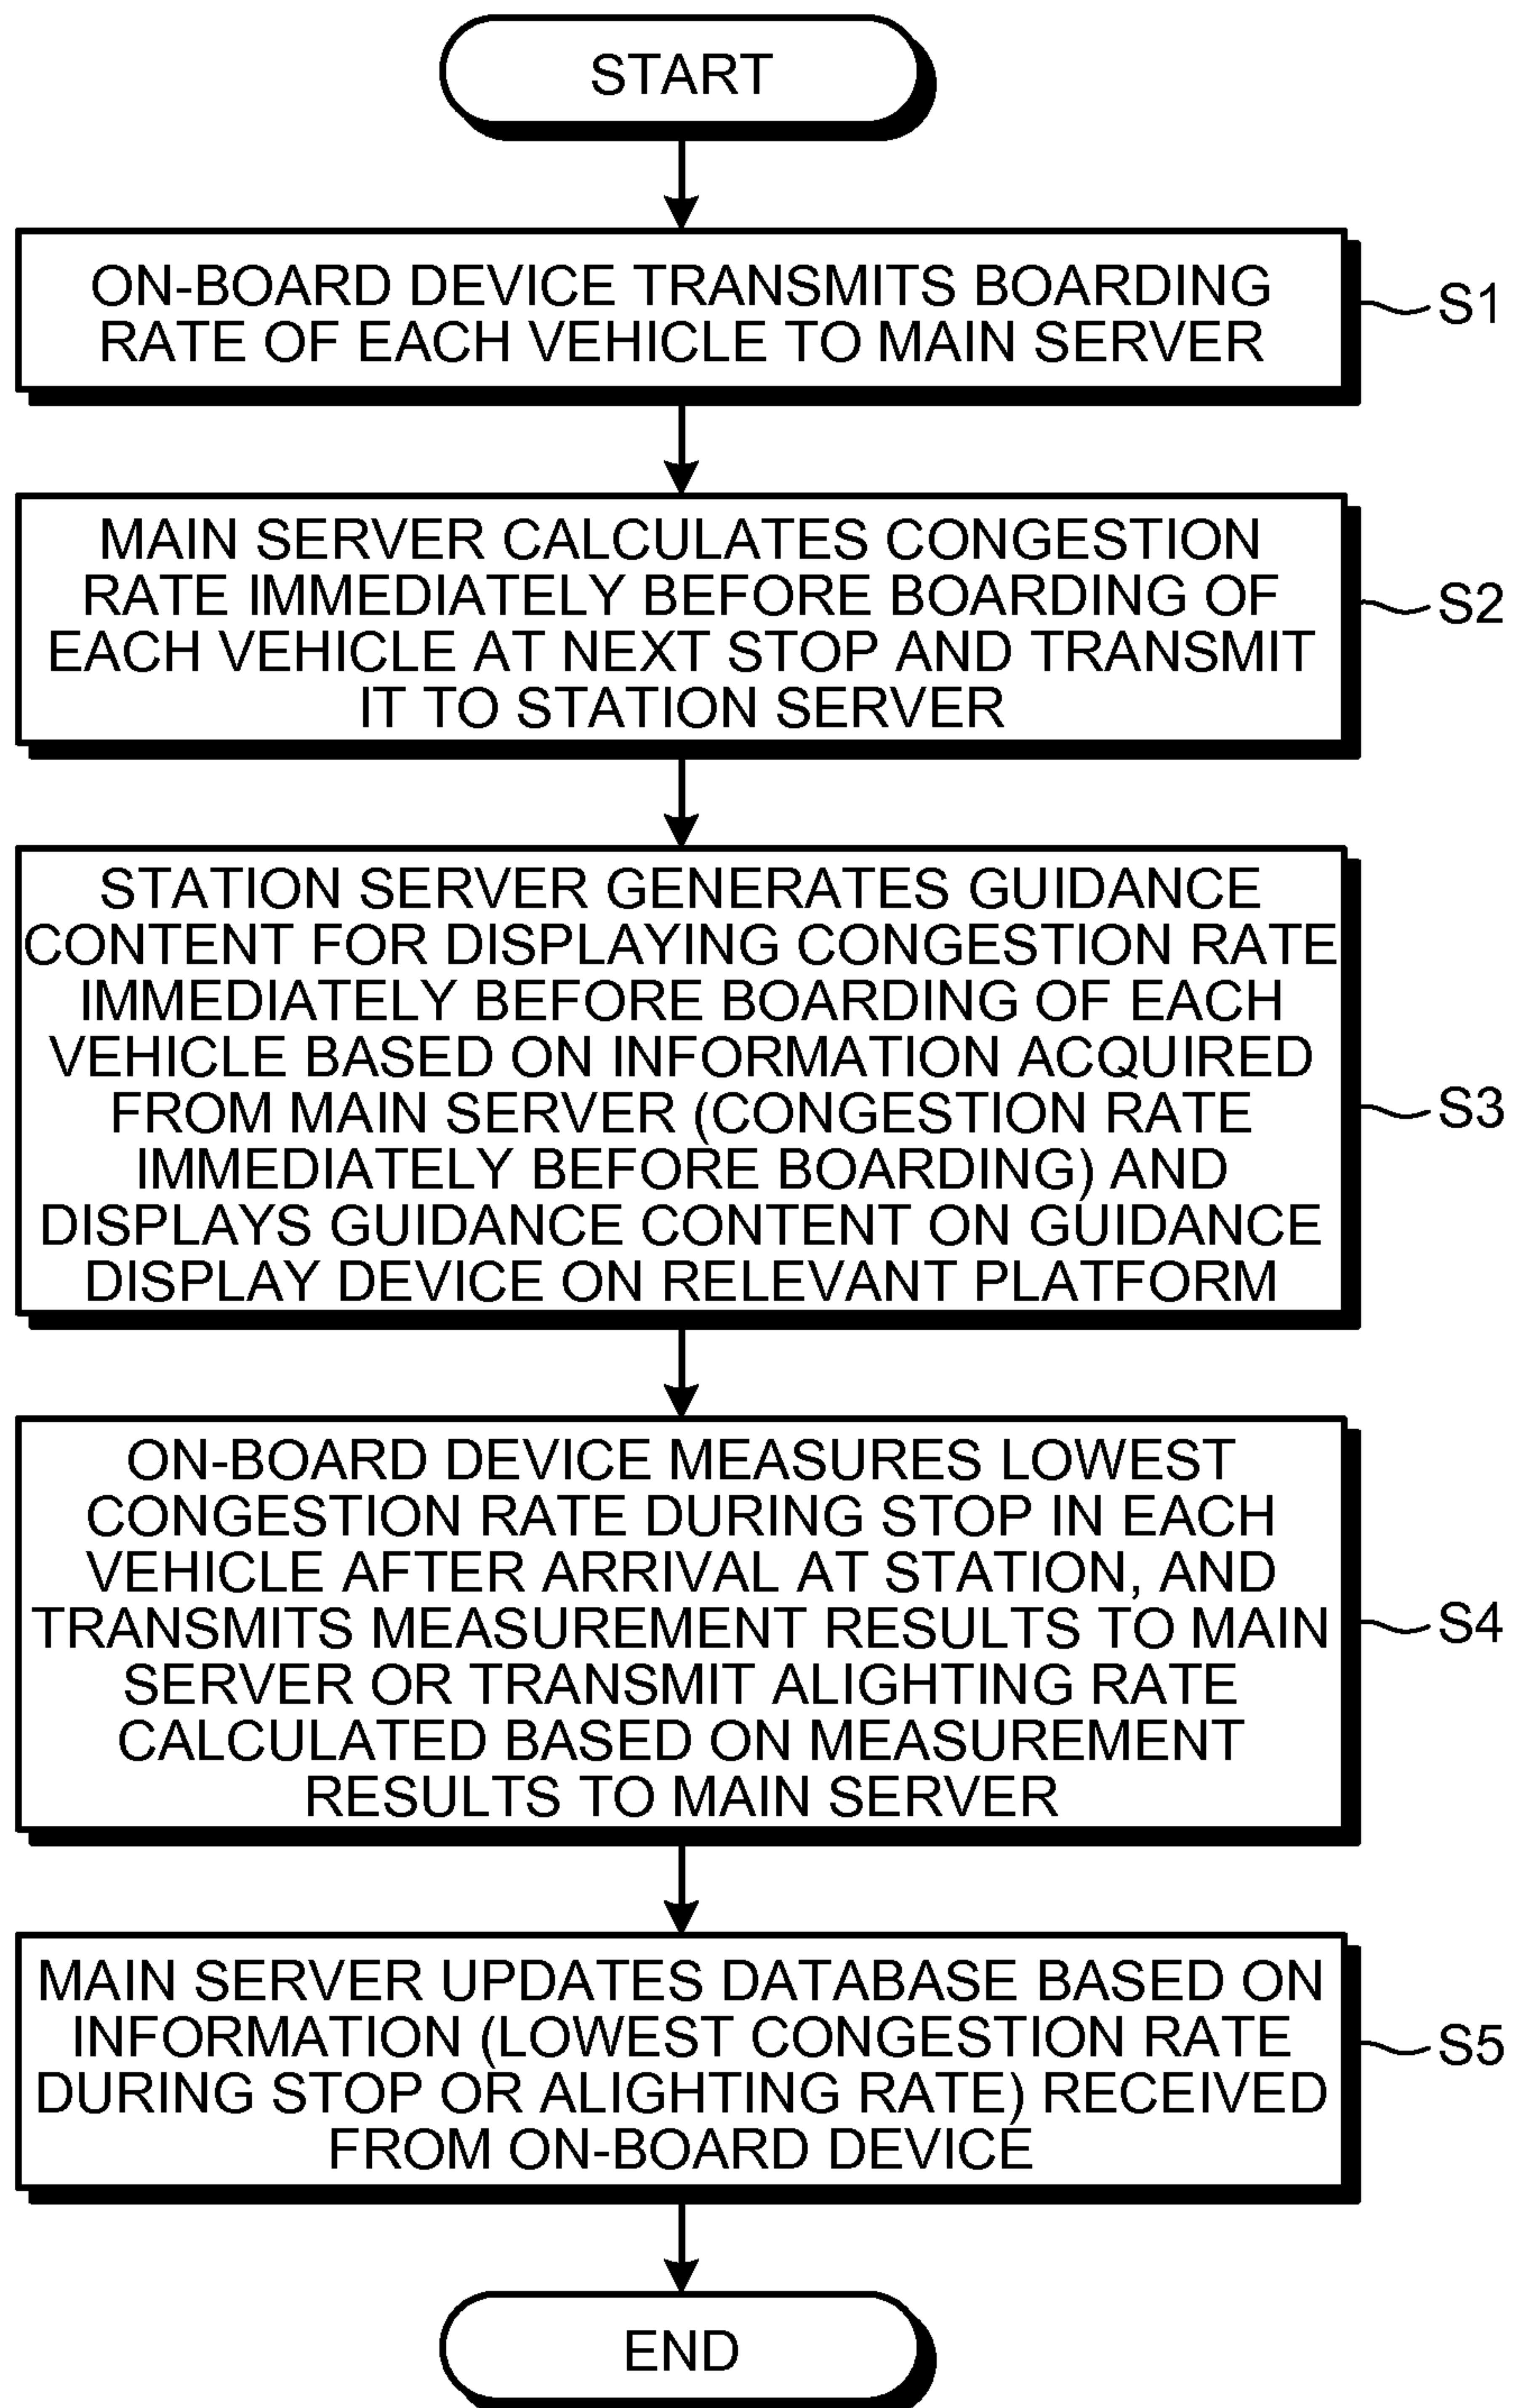 START
ON-BOARD DEVICE TRANSMITS BOARDING
RATE OF EACH VEHICLE TO MAIN SERVER
S1
MAIN SERVER CALCULATES CONGESTION
RATE IMMEDIATELY BEFORE BOARDING OF
EACH VEHICLE AT NEXT STOP AND TRANSMIT
IT TO STATION SERVER
S2
STATION SERVER GENERATES GUIDANCE
CONTENT FOR DISPLAYING CONGESTION RATE
IMMEDIATELY BEFORE BOARDING OF EACH
VEHICLE BASED ON INFORMATION ACQUIRED
FROM MAIN SERVER (CONGESTION RATE
IMMEDIATELY BEFORE BOARDING) AND
DISPLAYS GUIDANCE CONTENT ON GUIDANCE
DISPLAY DEVICE ON RELEVANT PLATFORM
S3
ON-BOARD DEVICE MEASURES LOWEST
CONGESTION RATE DURING STOP IN EACH
VEHICLE AFTER ARRIVAL AT STATION, AND
TRANSMITS MEASUREMENT RESULTS TO MAIN
SERVER OR TRANSMIT ALIGHTING RATE
CALCULATED BASED ON MEASUREMENT
RESULTS TO MAIN SERVER
S4
MAIN SERVER UPDATES DATABASE BASED ON
INFORMATION (LOWEST CONGESTION RATE
DURING STOP OR ALIGHTING RATE) RECEIVED
FROM ON-BOARD DEVICE
S5
END